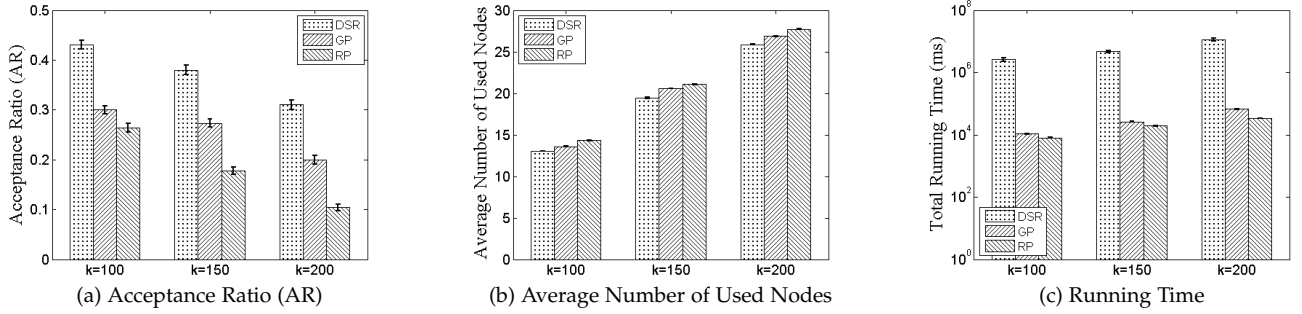 Acceptance Ratio (AR)
0.5
0.4
0.3
0.2
0.1
0
DSR
GP
RP
k=100
k=150
k=200
(a) Acceptance Ratio (AR)
Average Number of Used Nodes
30
25
20
15
10
5
0
DSR
GP
RP
k=100
k=150
k=200
(b) Average Number of Used Nodes
Total Running Time (ms)
10^8
10^6
10^4
10^2
10^0
DSR
GP
RP
k=100
k=150
k=200
(c) Running Time